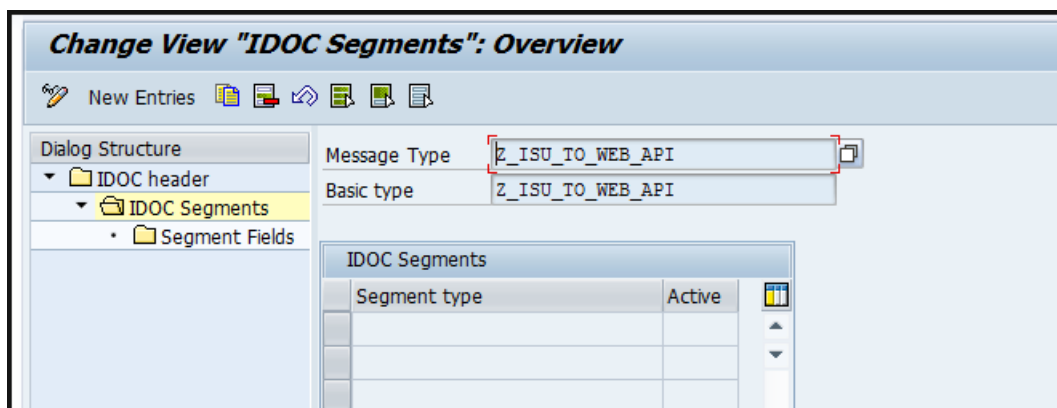 Change View "IDOC Segments": Overview
New Entries
Dialog Structure
IDOC header
IDOC Segments
Segment Fields
Message Type Z_ISU_TO_WEB_API
Basic type Z_ISU_TO_WEB_API
IDOC Segments
Segment type Active